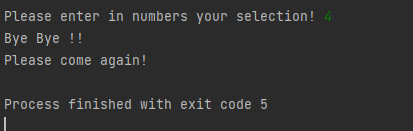 Please enter in numbers your selection! 4
Bye Bye !!
Please come again!
Process finished with exit code 5